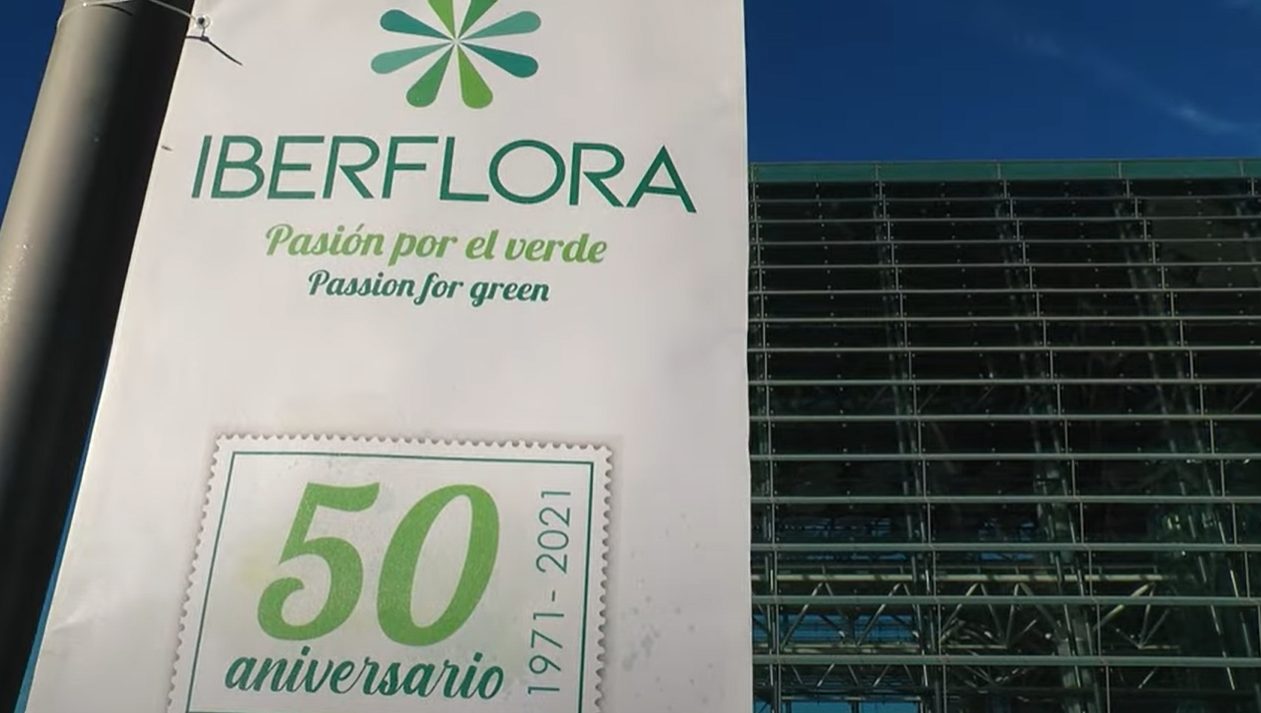 IBERFLORA
Pasión por el verde
Passion for green
50
aniversario
1971 - 2021